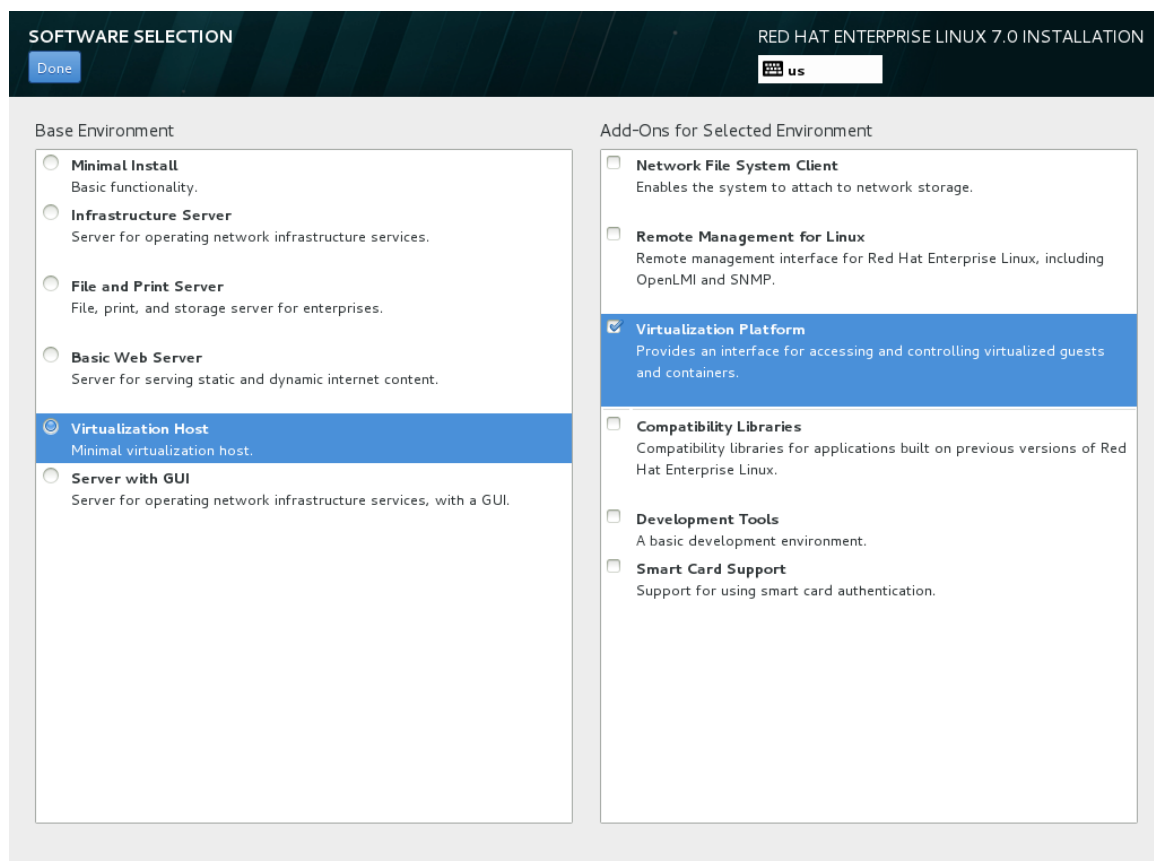 SOFTWARE SELECTION
RED HAT ENTERPRISE LINUX 7.0 INSTALLATION
Done
us
Base Environment
Minimal Install
Basic functionality.
Infrastructure Server
Server for operating network infrastructure services.
File and Print Server
File, print, and storage server for enterprises.
Basic Web Server
Server for serving static and dynamic internet content.
Virtualization Host
Minimal virtualization host.
Server with GUI
Server for operating network infrastructure services, with a GUI.
Add-Ons for Selected Environment
Network File System Client
Enables the system to attach to network storage.
Remote Management for Linux
Remote management interface for Red Hat Enterprise Linux, including
OpenLMI and SNMP.
Virtualization Platform
Provides an interface for accessing and controlling virtualized guests
and containers.
Compatibility Libraries
Compatibility libraries for applications built on previous versions of Red
Hat Enterprise Linux.
Development Tools
A basic development environment.
Smart Card Support
Support for using smart card authentication.